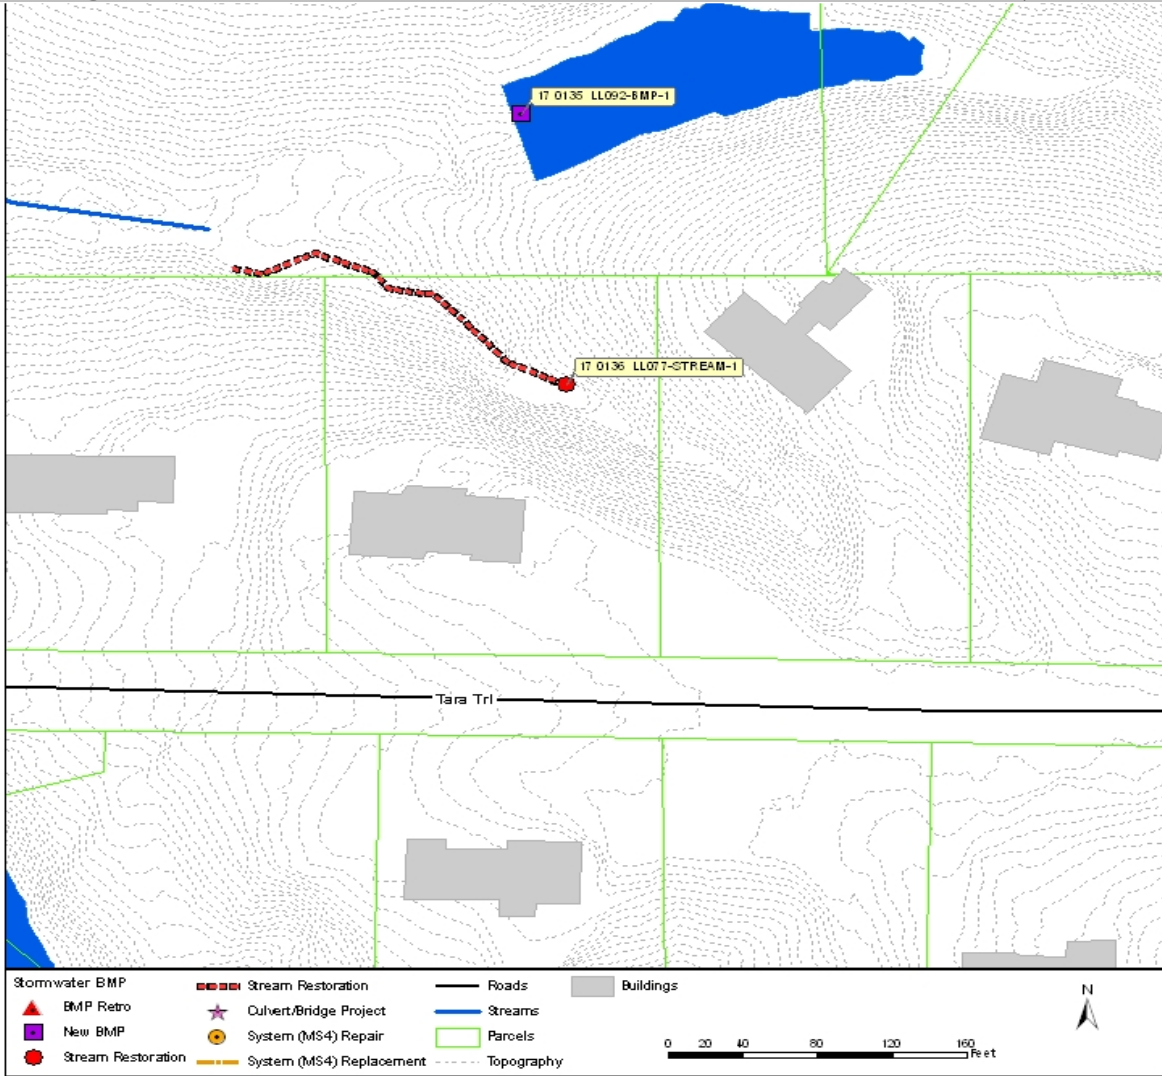 17 0135 LL092-BMP-1
17 0136 LL077-STREAM-1
Tara Trl
Stormwater BMP
BMP Retro
New BMP
Stream Restoration
Stream Restoration
Culvert/Bridge Project
System (MS4) Repair
System (MS4) Replacement
Roads
Streams
Parcels
Topography
Buildings
N
0 20 40 80 120 160
Feet